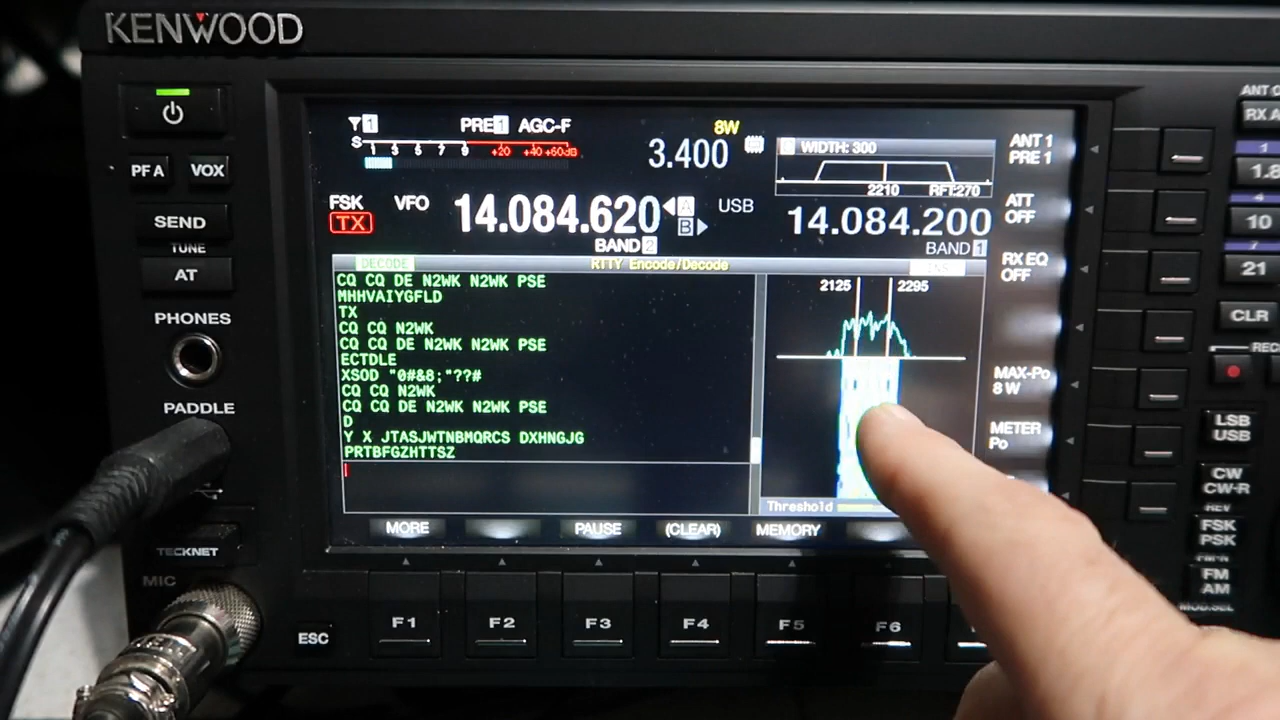 KENWOOD
PF A VOX
SEND
TUNE
AT
PHONES
PADDLE
TECKNET
MIC
ESC
1 PRE1 AGC-F
S 1 3 5 7 9 +20 +40 +60dB
8W
3.400
WIDTH: 300
2210 RFT:270
FSK VFO 14.084.620 A USB 14.084.200
TX B
BAND 2 BAND 1
DECODE RTTY Encode/Decode
CQ CQ DE N2WK N2WK PSE
MHHVAIYGFLD
TX
CQ CQ N2WK
CQ CQ DE N2WK N2WK PSE
ECTDLE
XSOD "0#&8;"??#
CQ CQ N2WK
CQ CQ DE N2WK N2WK PSE
D
Y X JTASJWTNBMQRCS DXHNGJG
PRTBFGZHTTSZ
2125 2295
Threshold
MORE PAUSE (CLEAR) MEMORY
F1 F2 F3 F4 F5 F6
ANT 1
PRE 1
ATT
OFF
RX EQ
OFF
MAX-Po
8 W
METER
Po
ANT
RX
1
1.8
4
10
7
21
CLR
LSB
USB
CW
CW-R
REV
FSK
PSK
FM
AM